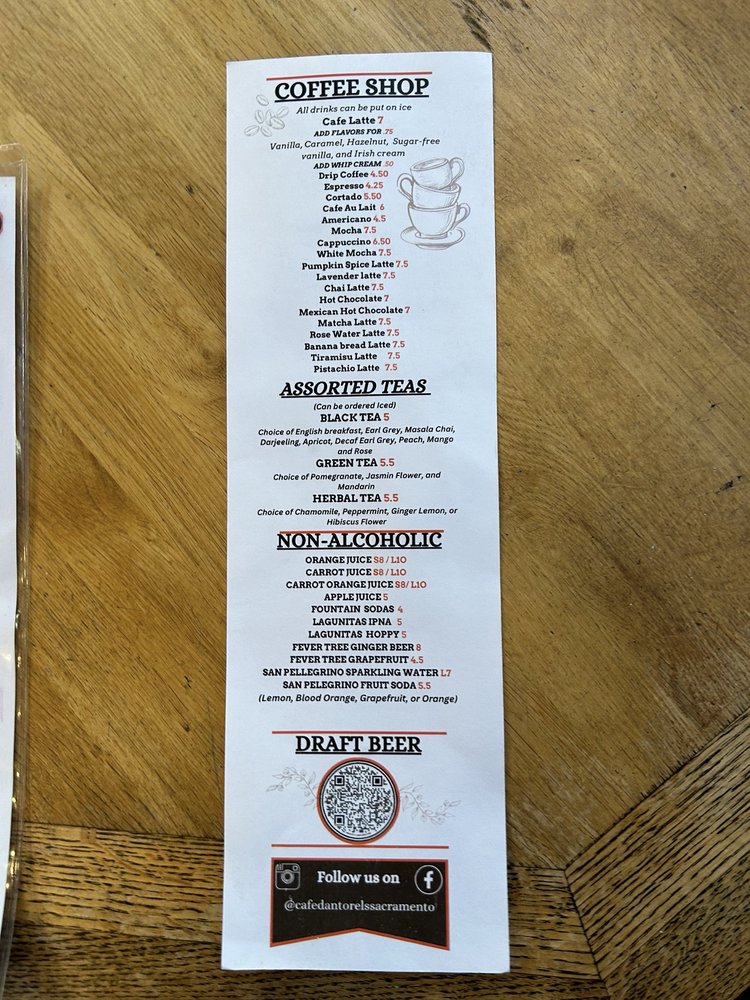 COFFEE SHOP
All drinks can be put on ice
Cafe Latte 7
ADD FLAVORS FOR .75
Vanilla, Caramel, Hazelnut, Sugar-free
vanilla, and Irish cream
ADD WHIP CREAM .50
Drip Coffee 4.50
Espresso 4.25
Cortado 5.50
Cafe Au Lait 6
Americano 4.5
Mocha 7.5
Cappuccino 6.50
White Mocha 7.5
Pumpkin Spice Latte 7.5
Lavender latte 7.5
Chai Latte 7.5
Hot Chocolate 7
Mexican Hot Chocolate 7
Matcha Latte 7.5
Rose Water Latte 7.5
Banana bread Latte 7.5
Tiramisu Latte 7.5
Pistachio Latte 7.5
ASSORTED TEAS
(Can be ordered Iced)
BLACK TEA 5
Choice of English breakfast, Earl Grey, Masala Chai,
Darjeeling, Apricot, Decaf Earl Grey, Peach, Mango
and Rose
GREEN TEA 5.5
Choice of Pomegranate, Jasmin Flower, and
Mandarin
HERBAL TEA 5.5
Choice of Chamomile, Peppermint, Ginger Lemon, or
Hibiscus Flower
NON-ALCOHOLIC
ORANGE JUICE S8 / L10
CARROT JUICE S8 / L10
CARROT ORANGE JUICE S8/ L10
APPLE JUICE 5
FOUNTAIN SODAS 4
LAGUNITAS IPNA 5
LAGUNITAS HOPPY 5
FEVER TREE GINGER BEER 8
FEVER TREE GRAPEFRUIT 4.5
SAN PELLEGRINO SPARKLING WATER L7
SAN PELEGRINO FRUIT SODA 5.5
(Lemon, Blood Orange, Grapefruit, or Orange)
DRAFT BEER
Follow us on
@cafedantorelssacramento